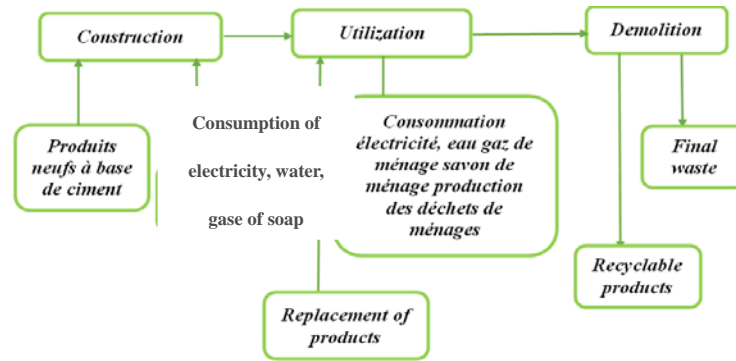 Construction
Utilization
Demolition
Produits
neufs à base
de ciment
Consumption of
electricity, water,
gase of soap
Consommation
électricité, eau gaz de
ménage savon de
ménage production
des déchets de
ménages
Final
waste
Recyclable
products
Replacement of
products